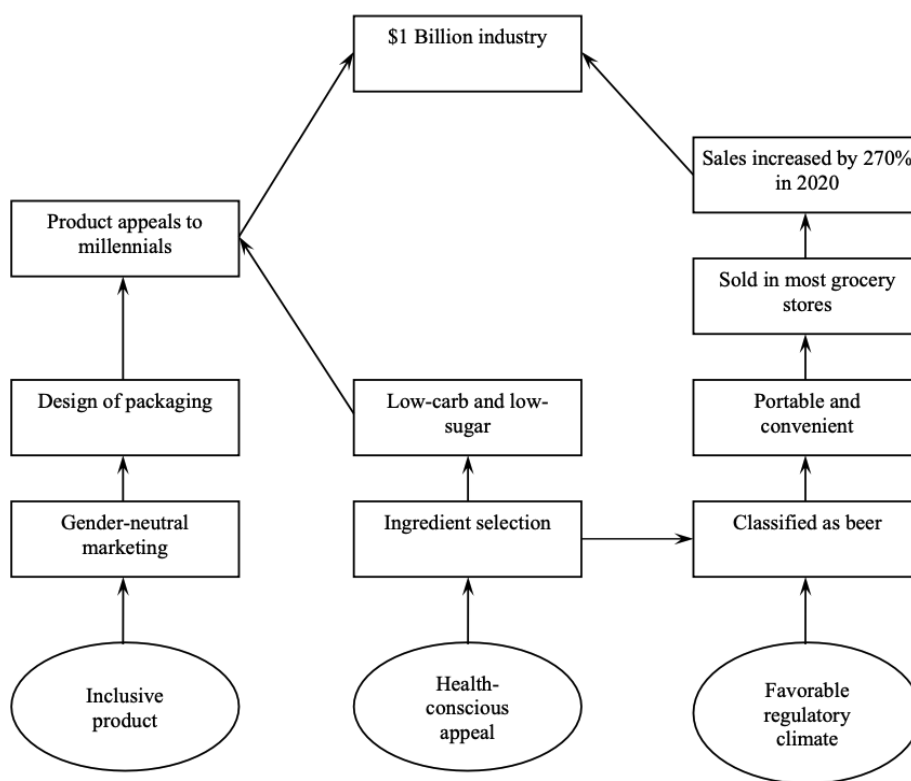 $1 Billion industry
Sales increased by 270%
in 2020
Product appeals to
millennials
Sold in most grocery
stores
Design of packaging
Low-carb and low-
sugar
Portable and
convenient
Gender-neutral
marketing
Ingredient selection
Classified as beer
Inclusive
product
Health-
conscious
appeal
Favorable
regulatory
climate